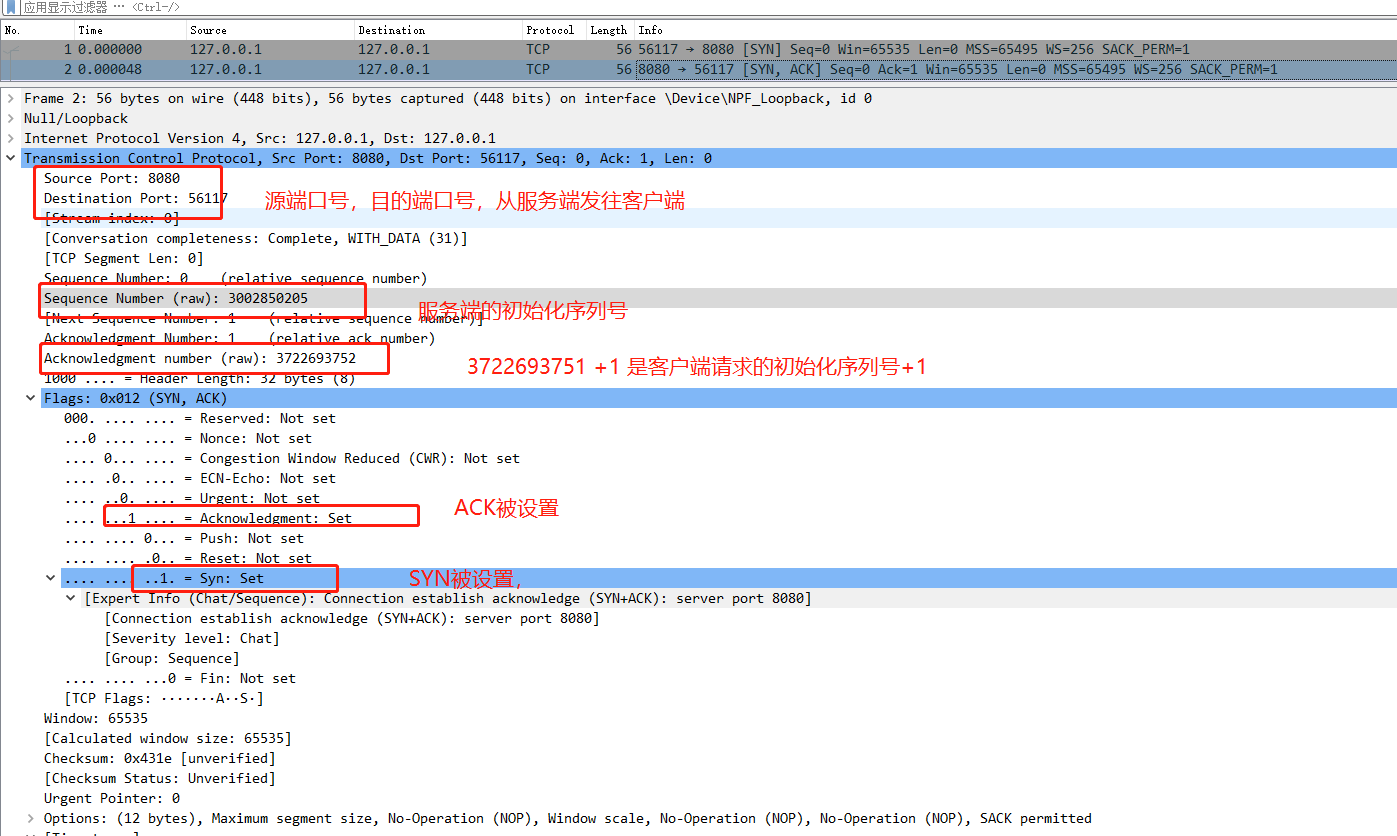 应用显示过滤器 … <Ctrl-/>
No. Time Source Destination Protocol Length Info
1 0.000000 127.0.0.1 127.0.0.1 TCP 56 56117 → 8080 [SYN] Seq=0 Win=65535 Len=0 MSS=65495 WS=256 SACK_PERM=1
2 0.000048 127.0.0.1 127.0.0.1 TCP 56 8080 → 56117 [SYN, ACK] Seq=0 Ack=1 Win=65535 Len=0 MSS=65495 WS=256 SACK_PERM=1
Frame 2: 56 bytes on wire (448 bits), 56 bytes captured (448 bits) on interface \Device\NPF_Loopback, id 0
Null/Loopback
Internet Protocol Version 4, Src: 127.0.0.1, Dst: 127.0.0.1
Transmission Control Protocol, Src Port: 8080, Dst Port: 56117, Seq: 0, Ack: 1, Len: 0
Source Port: 8080
Destination Port: 56117
源端口号，目的端口号，从服务端发往客户端
[Stream index: 0]
[Conversation completeness: Complete, WITH_DATA (31)]
[TCP Segment Len: 0]
Sequence Number: 0 (relative sequence number)
Sequence Number (raw): 3002850205
服务端的初始化序列号
[Next Sequence Number: 1 (relative sequence number)]
Acknowledgment Number: 1 (relative ack number)
Acknowledgment number (raw): 3722693752
3722693751 +1 是客户端请求的初始化序列号+1
1000 .... = Header Length: 32 bytes (8)
Flags: 0x012 (SYN, ACK)
000. .... .... = Reserved: Not set
...0 .... .... = Nonce: Not set
.... 0... .... = Congestion Window Reduced (CWR): Not set
.... .0.. .... = ECN-Echo: Not set
.... ..0. .... = Urgent: Not set
.... ...1 .... = Acknowledgment: Set
ACK被设置
.... .... 0... = Push: Not set
.... .... .0.. = Reset: Not set
.... .... ..1. = Syn: Set
SYN被设置，
[Expert Info (Chat/Sequence): Connection establish acknowledge (SYN+ACK): server port 8080]
[Connection establish acknowledge (SYN+ACK): server port 8080]
[Severity level: Chat]
[Group: Sequence]
.... .... ...0 = Fin: Not set
[TCP Flags: ·······A··S·]
Window: 65535
[Calculated window size: 65535]
Checksum: 0x431e [unverified]
[Checksum Status: Unverified]
Urgent Pointer: 0
Options: (12 bytes), Maximum segment size, No-Operation (NOP), Window scale, No-Operation (NOP), No-Operation (NOP), SACK permitted